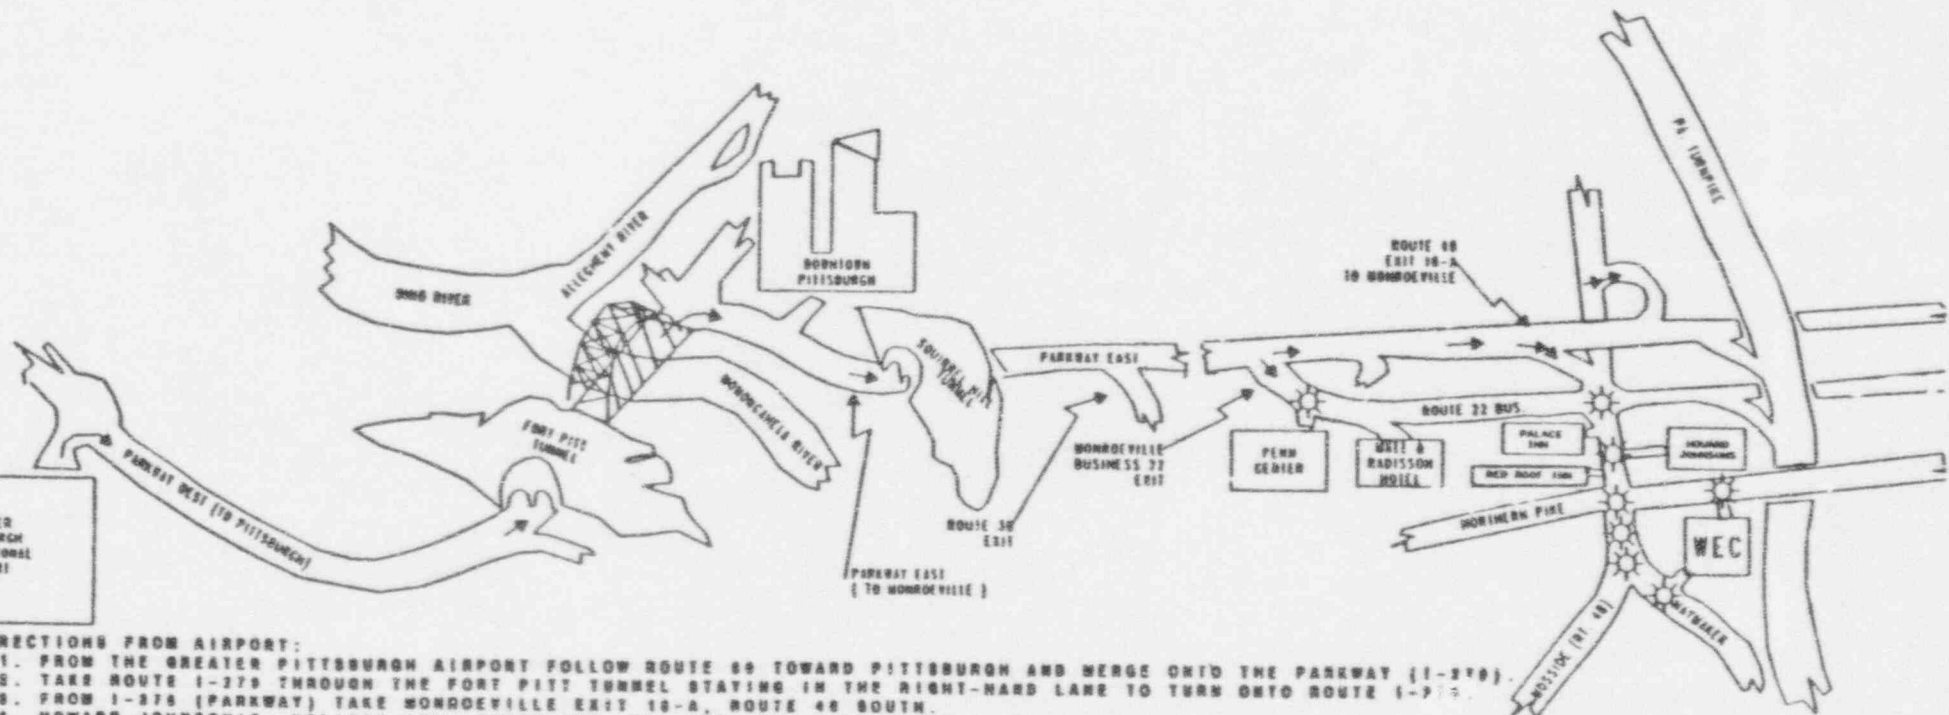 PA TURNPIKE
ALLEGHENY RIVER
OHIO RIVER
DOWNTOWN
PITTSBURGH
ROUTE 48
EXIT 16-A
TO MONROEVILLE
SQUIRREL HILL
TUNNEL
PARKWAY EAST
MONONGAHELA RIVER
FORT PITT
TUNNEL
PARKWAY WEST (TO PITTSBURGH)
ROUTE 22 BUS
MONROEVILLE
BUSINESS 22
EXIT
PENN
CENTER
MALL &
RADISSON
HOTEL
PALACE
INN
HOWARD
JOHNSONS
RED ROOF INN
NORTHERN PIKE
WEC
ROUTE 30
EXIT
PARKWAY EAST
( TO MONROEVILLE )
MOSSIDE (RT. 48)
HAYMAKER
RECTIONS FROM AIRPORT:
1. FROM THE GREATER PITTSBURGH AIRPORT FOLLOW ROUTE 60 TOWARD PITTSBURGH AND MERGE ONTO THE PARKWAY (I-279).
2. TAKE ROUTE I-279 THROUGH THE FORT PITT TUNNEL STAYING IN THE RIGHT-HAND LANE TO TURN ONTO ROUTE
3. FROM I-376 (PARKWAY) TAKE MONROEVILLE EXIT 16-A, ROUTE 48 SOUTH.